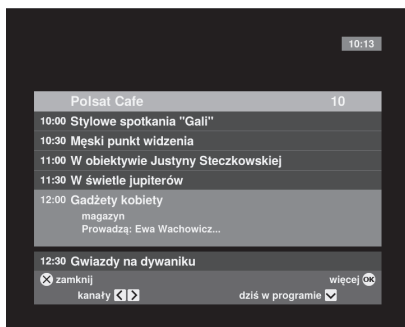 10:13
Polsat Cafe 10
10:00 Stylowe spotkania "Gali"
10:30 Męski punkt widzenia
11:00 W obiektywie Justyny Steczkowskiej
11:30 W świetle jupiterów
12:00 Gadżety kobiety
magazyn
Prowadzą: Ewa Wachowicz...
12:30 Gwiazdy na dywaniku
zamknij więcej OK
kanały dziś w programie